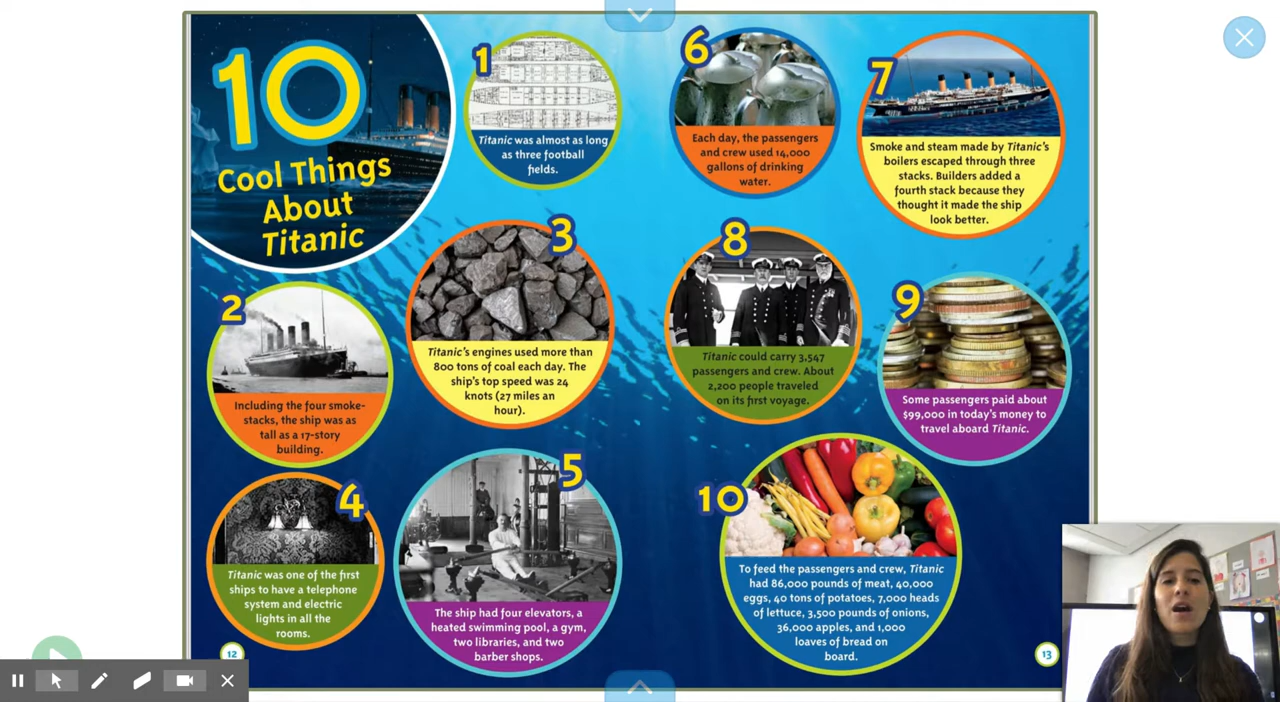 10
Cool Things
About
Titanic
1
Titanic was almost as long
as three football
fields.
2
Including the four smoke-
stacks, the ship was as
tall as a 17-story
building.
3
Titanic's engines used more than
800 tons of coal each day. The
ship's top speed was 24
knots (27 miles an
hour).
4
Titanic was one of the first
ships to have a telephone
system and electric
lights in all the
rooms.
5
The ship had four elevators, a
heated swimming pool, a gym,
two libraries, and two
barber shops.
12
6
Each day, the passengers
and crew used 14,000
gallons of drinking
water.
7
Smoke and steam made by Titanic's
boilers escaped through three
stacks. Builders added a
fourth stack because they
thought it made the ship
look better.
8
Titanic could carry 3,547
passengers and crew. About
2,200 people traveled
on its first voyage.
9
Some passengers paid about
$99,000 in today's money to
travel aboard Titanic.
10
To feed the passengers and crew, Titanic
had 86,000 pounds of meat, 40,000
eggs, 40 tons of potatoes, 7,000 heads
of lettuce, 3,500 pounds of onions,
36,000 apples, and 1,000
loaves of bread on
board.
13